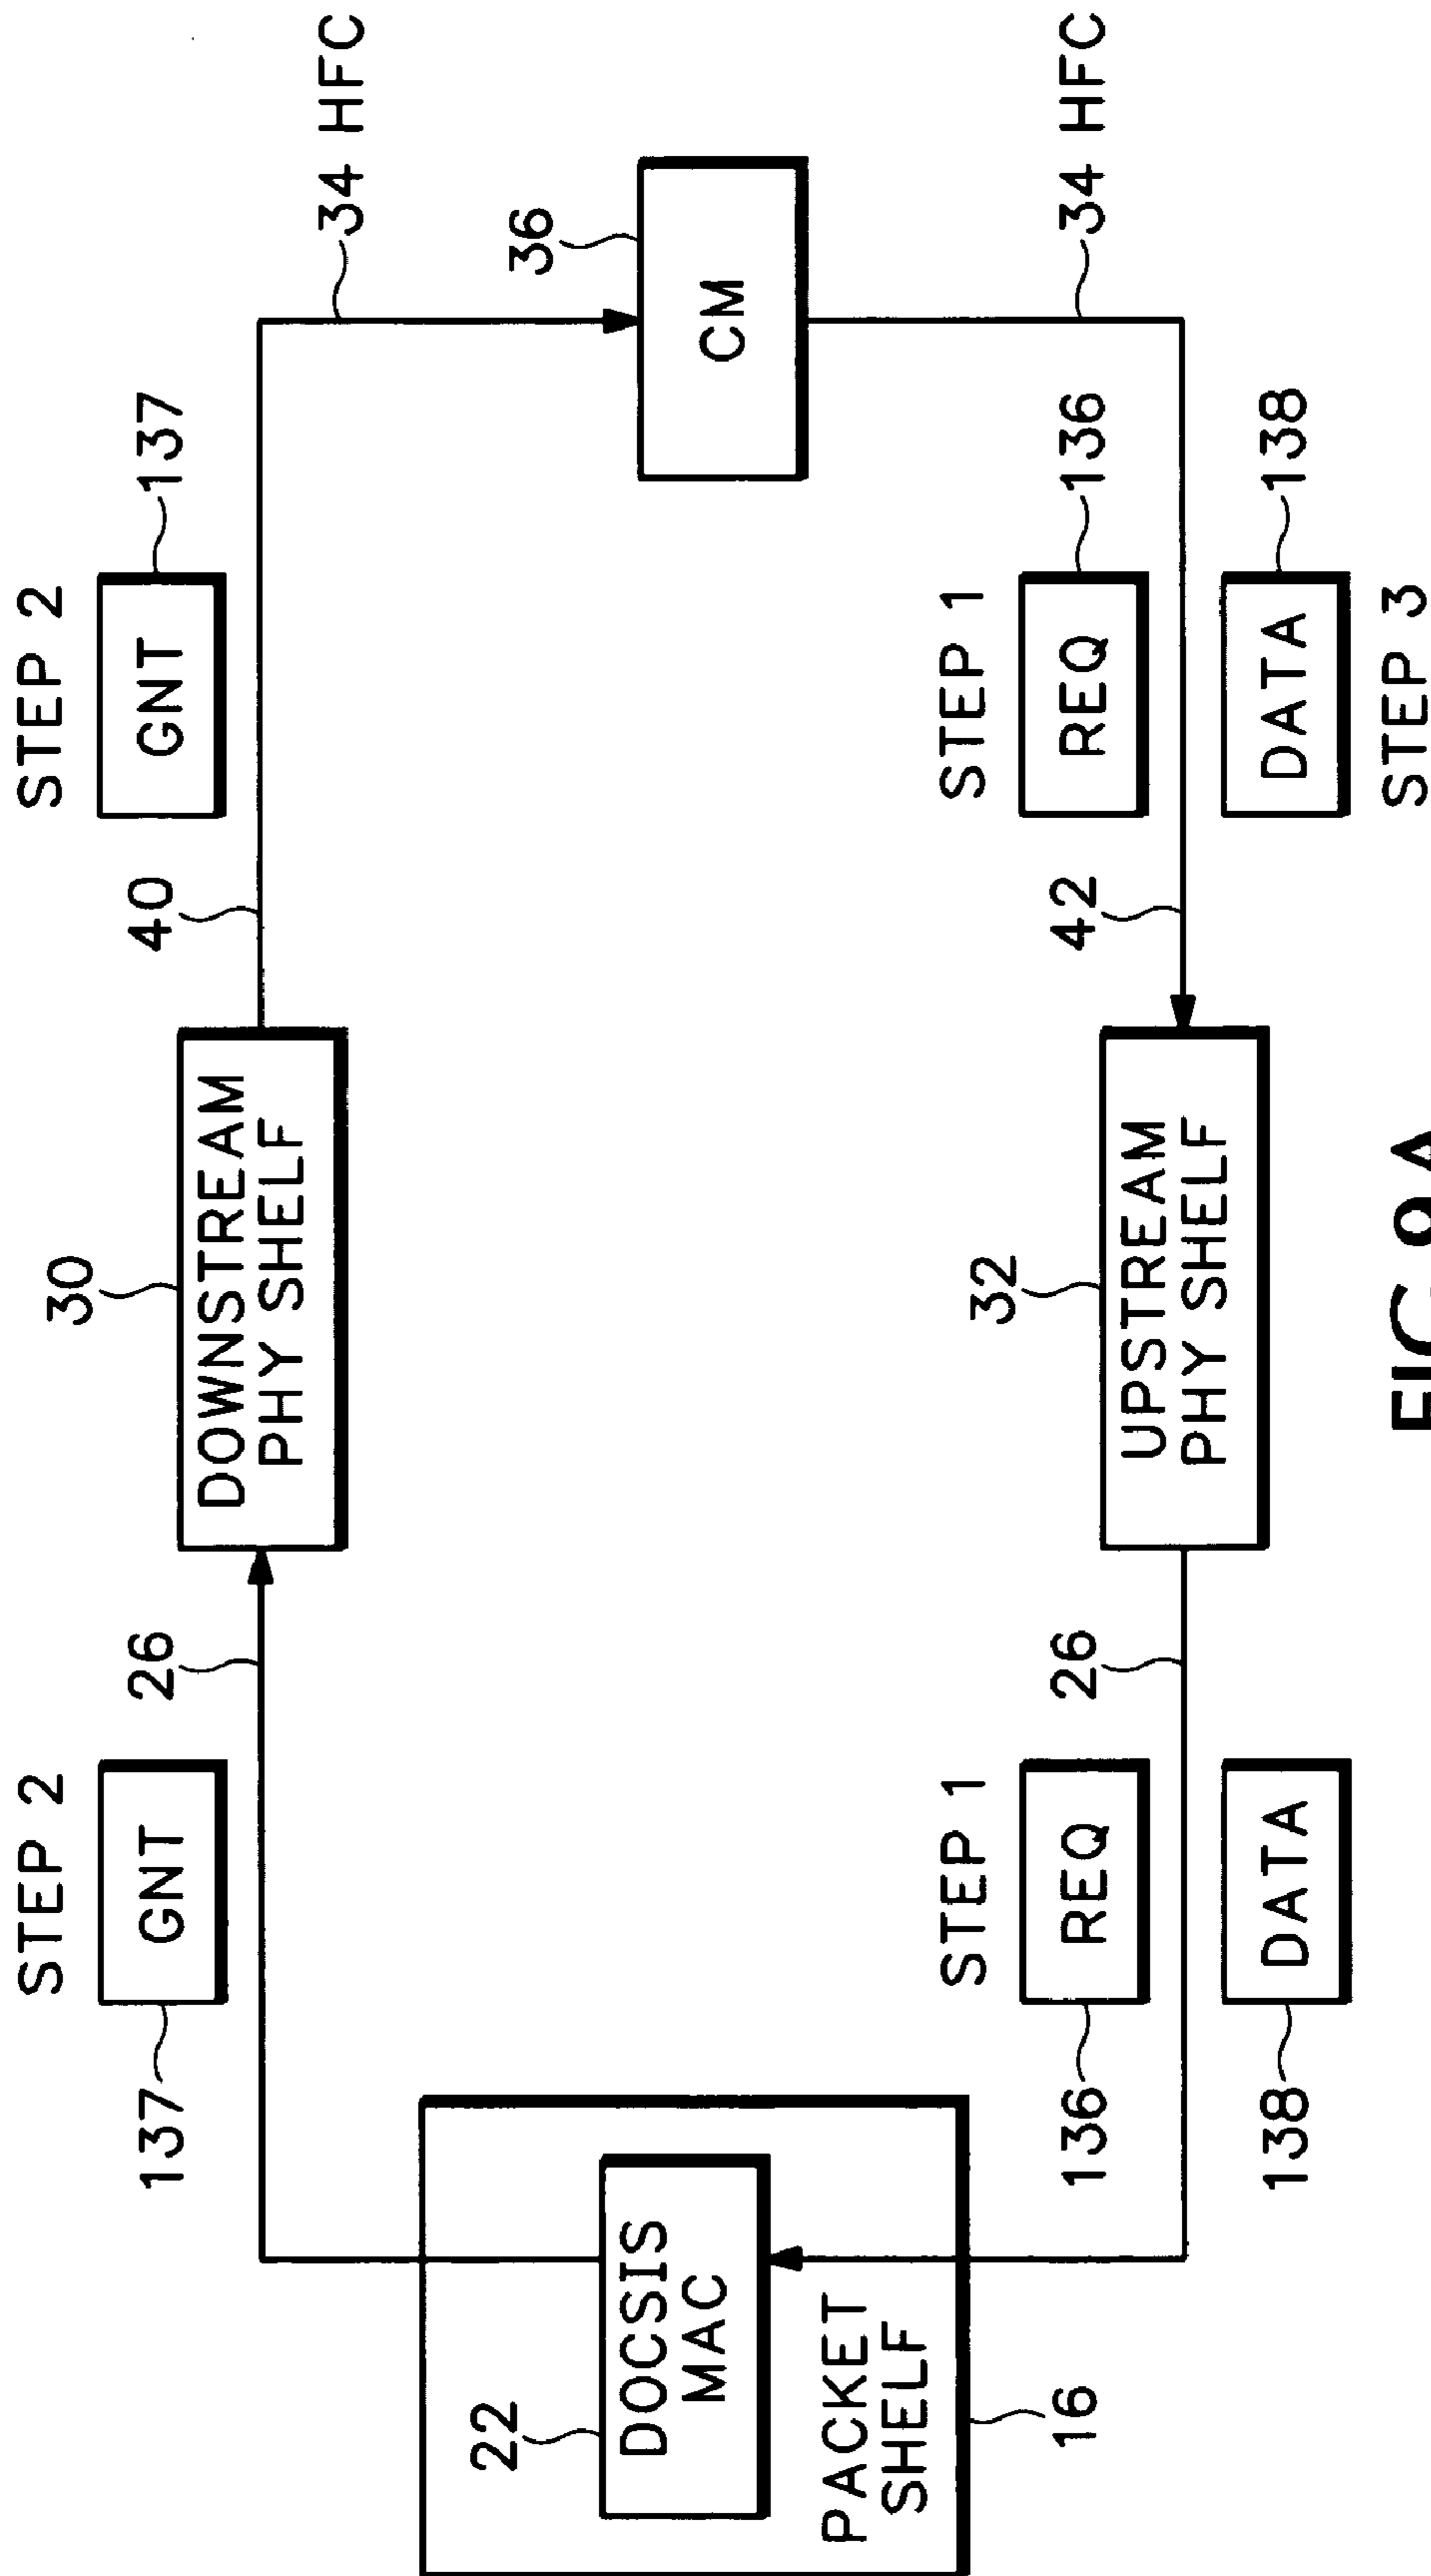 STEP 2
STEP 2
137
GNT
26
30
DOWNSTREAM
PHY SHELF
40
GNT
137
34 HFC
22
DOCSIS
MAC
PACKET
SHELF
16
36
CM
STEP 1
STEP 1
136
REQ
26
32
UPSTREAM
PHY SHELF
42
REQ
136
34 HFC
138
DATA
DATA
138
STEP 3